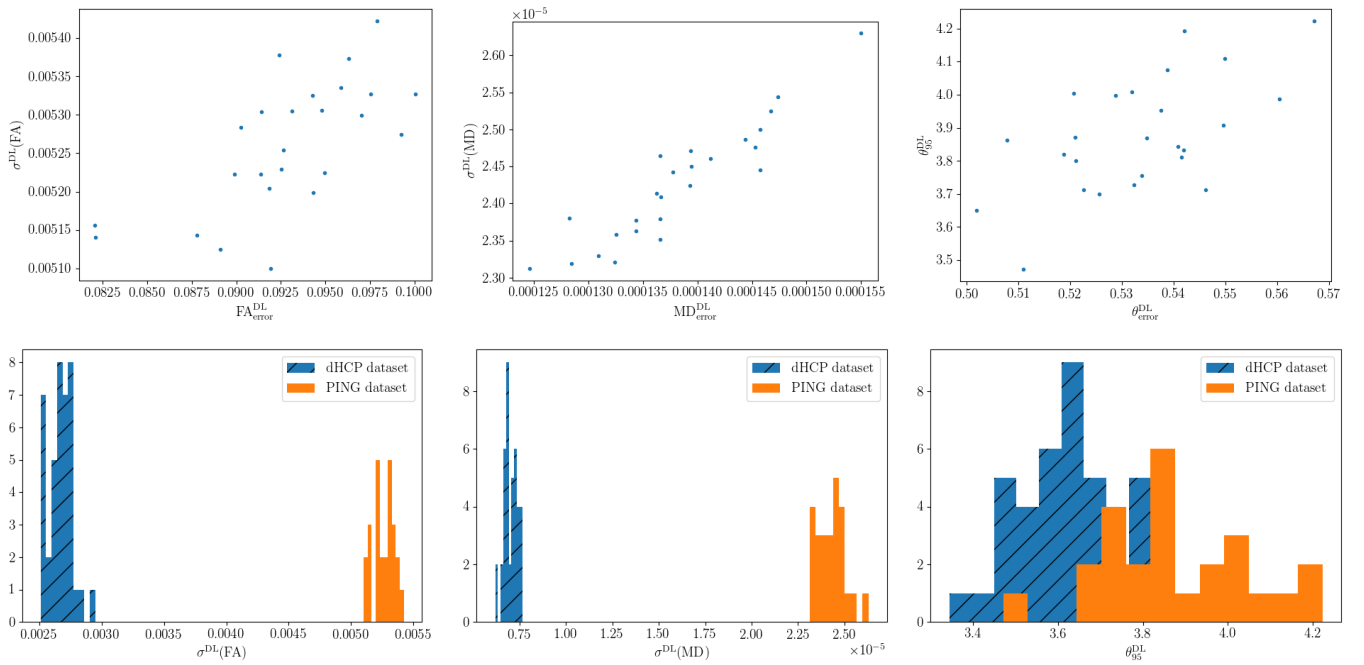 ×10⁻⁵
0.00540
0.00535
0.00530
0.00525
0.00520
0.00515
0.00510
σ^DL(FA)
0.0825 0.0850 0.0875 0.0900 0.0925 0.0950 0.0975 0.1000
FA^DL_error
2.60
2.55
2.50
2.45
2.40
2.35
2.30
σ^DL(MD)
0.000125 0.000130 0.000135 0.000140 0.000145 0.000150 0.000155
MD^DL_error
4.2
4.1
4.0
3.9
3.8
3.7
3.6
3.5
θ^DL_95
0.50 0.51 0.52 0.53 0.54 0.55 0.56 0.57
θ^DL_error
8
7
6
5
4
3
2
1
0
dHCP dataset
PING dataset
0.0025 0.0030 0.0035 0.0040 0.0045 0.0050 0.0055
σ^DL(FA)
8
6
4
2
0
dHCP dataset
PING dataset
0.75 1.00 1.25 1.50 1.75 2.00 2.25 2.50
σ^DL(MD)
×10⁻⁵
8
6
4
2
0
dHCP dataset
PING dataset
3.4 3.6 3.8 4.0 4.2
θ^DL_95